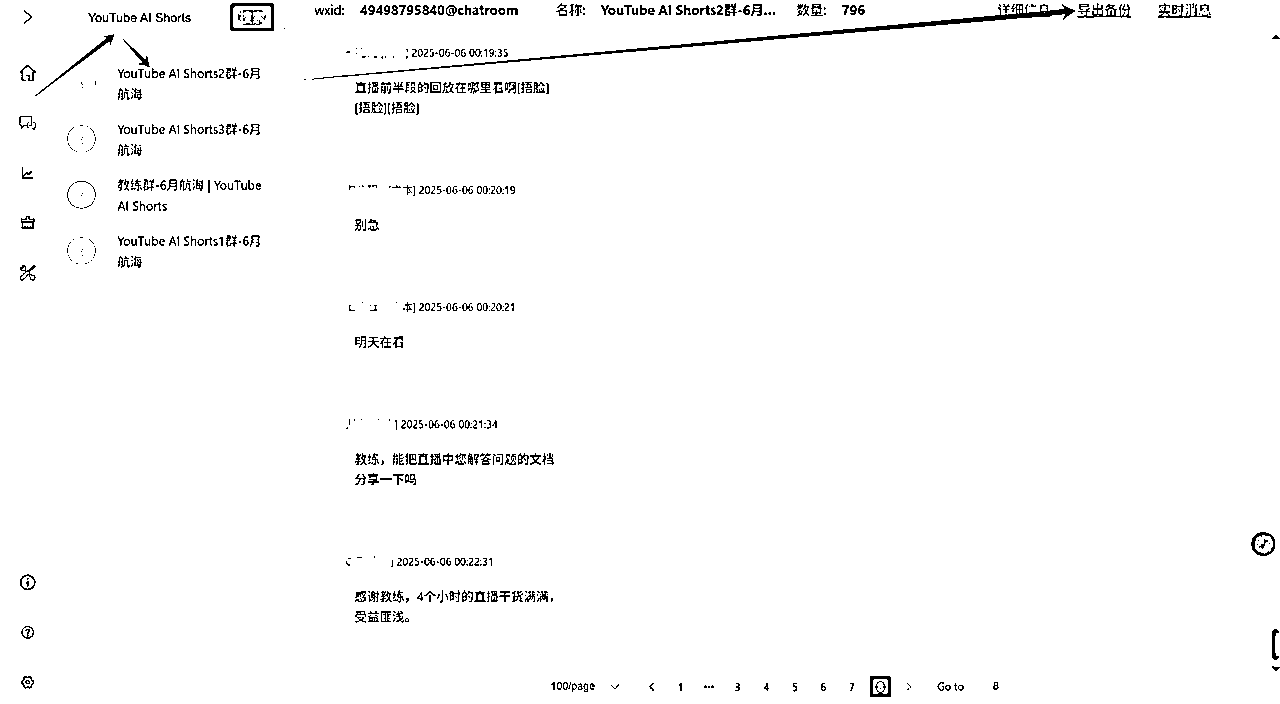 YouTube AI Shorts
wxid: 49498795840@chatroom 名称: YouTube AI Shorts2群-6月... 数量: 796 详细信息 导出备份 实时消息
YouTube AI Shorts2群-6月
航海
YouTube AI Shorts3群-6月
航海
教练群-6月航海 | YouTube
AI Shorts
YouTube AI Shorts1群-6月
航海
2025-06-06 00:19:35
直播前半段的回放在哪里看啊[捂脸]
[捂脸][捂脸]
2025-06-06 00:20:19
别急
2025-06-06 00:20:21
明天在看
2025-06-06 00:21:34
教练，能把直播中您解答问题的文档
分享一下吗
2025-06-06 00:22:31
感谢教练，4个小时的直播干货满满，
受益匪浅。
100/page 1 ··· 3 4 5 6 7 Go to 8